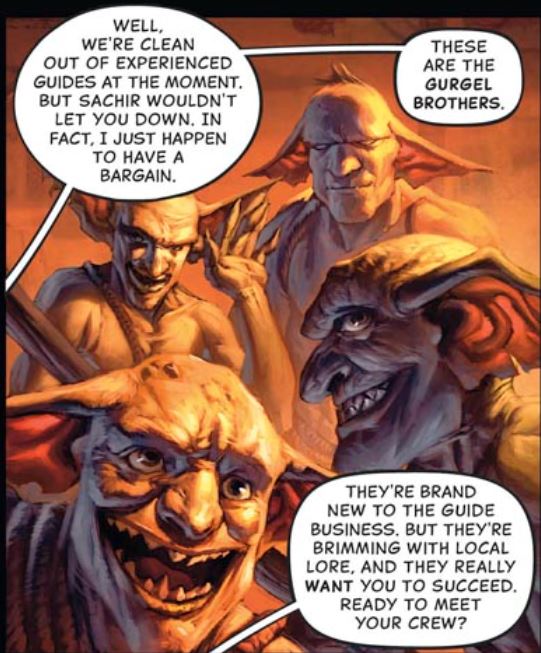 WELL,
WE'RE CLEAN
OUT OF EXPERIENCED
GUIDES AT THE MOMENT.
BUT SACHIR WOULDN'T
LET YOU DOWN. IN
FACT, I JUST HAPPEN
TO HAVE A
BARGAIN.
THESE
ARE THE
GURGEL
BROTHERS.
THEY'RE BRAND
NEW TO THE GUIDE
BUSINESS. BUT THEY'RE
BRIMMING WITH LOCAL
LORE, AND THEY REALLY
WANT YOU TO SUCCEED.
READY TO MEET
YOUR CREW?